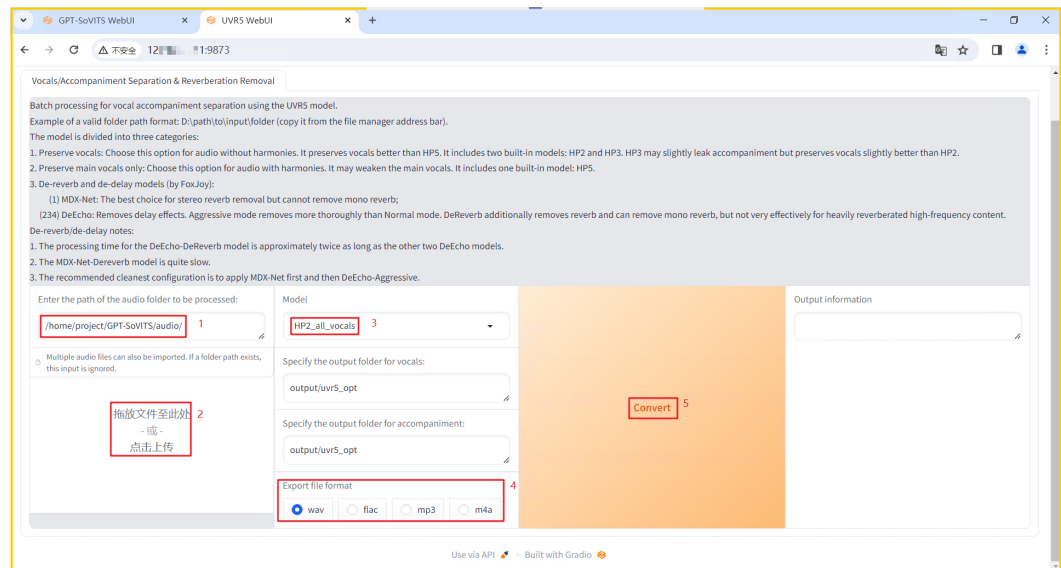 GPT-SoVITS WebUI
UVR5 WebUI
不安全
1:9873
Vocals/Accompaniment Separation & Reverberation Removal
Batch processing for vocal accompaniment separation using the UVR5 model.
Example of a valid folder path format: D:\path\to\input\folder (copy it from the file manager address bar).
The model is divided into three categories:
1. Preserve vocals: Choose this option for audio without harmonies. It preserves vocals better than HP5. It includes two built-in models: HP2 and HP3. HP3 may slightly leak accompaniment but preserves vocals slightly better than HP2.
2. Preserve main vocals only: Choose this option for audio with harmonies. It may weaken the main vocals. It includes one built-in model: HP5.
3. De-reverb and de-delay models (by FoxJoy):
(1) MDX-Net: The best choice for stereo reverb removal but cannot remove mono reverb;
(234) DeEcho: Removes delay effects. Aggressive mode removes more thoroughly than Normal mode. DeReverb additionally removes reverb and can remove mono reverb, but not very effectively for heavily reverberated high-frequency content.
De-reverb/de-delay notes:
1. The processing time for the DeEcho-DeReverb model is approximately twice as long as the other two DeEcho models.
2. The MDX-Net-Dereverb model is quite slow.
3. The recommended cleanest configuration is to apply MDX-Net first and then DeEcho-Aggressive.
Enter the path of the audio folder to be processed:
/home/project/GPT-SoVITS/audio/
1
Multiple audio files can also be imported. If a folder path exists,
this input is ignored.
拖放文件至此处
2
- 或 -
点击上传
Model
HP2_all_vocals
3
Specify the output folder for vocals:
output/uvr5_opt
Specify the output folder for accompaniment:
output/uvr5_opt
Export file format
4
wav
flac
mp3
m4a
Convert
5
Output information
Use via API
·
Built with Gradio